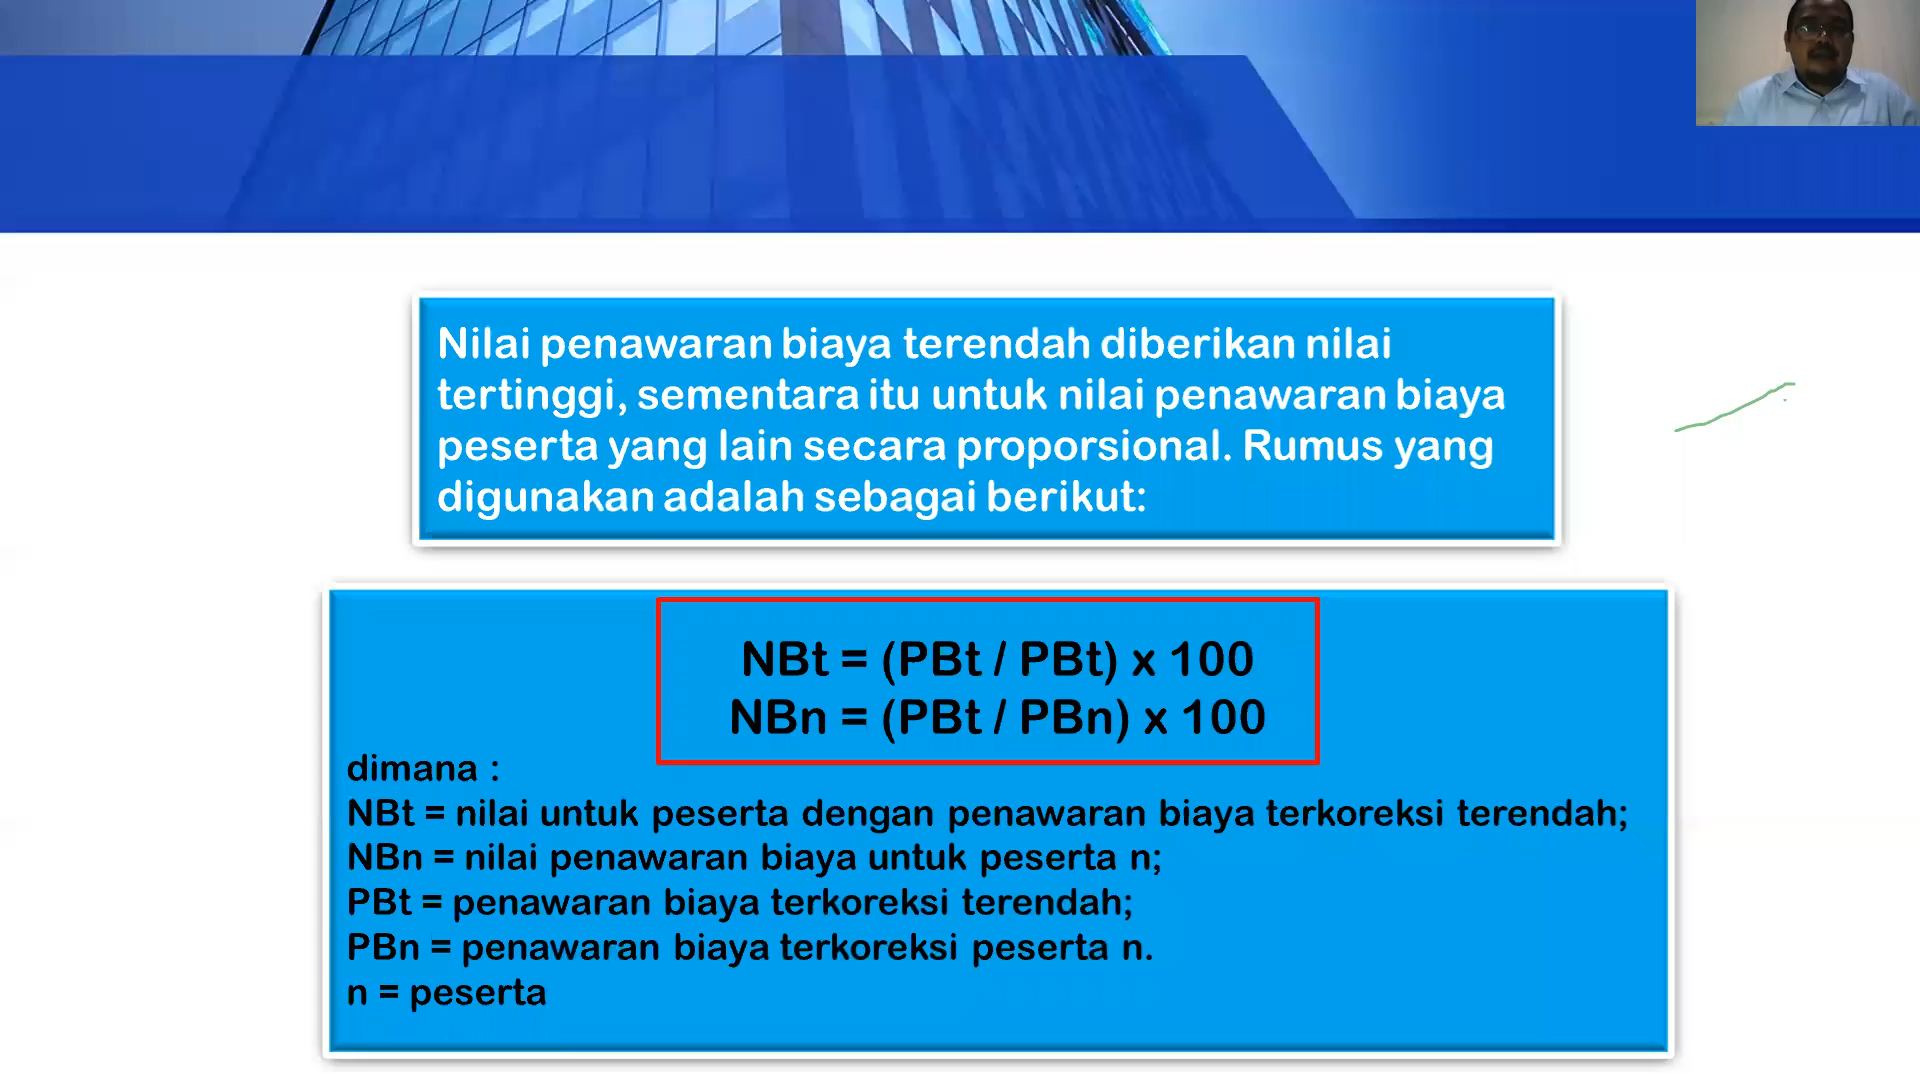 Nilai penawaran biaya terendah diberikan nilai
tertinggi, sementara itu untuk nilai penawaran biaya
peserta yang lain secara proporsional. Rumus yang
digunakan adalah sebagai berikut:
NBt = (PBt / PBt) x 100
NBn = (PBt / PBn) x 100
dimana :
NBt = nilai untuk peserta dengan penawaran biaya terkoreksi terendah;
NBn = nilai penawaran biaya untuk peserta n;
PBt = penawaran biaya terkoreksi terendah;
PBn = penawaran biaya terkoreksi peserta n.
n = peserta